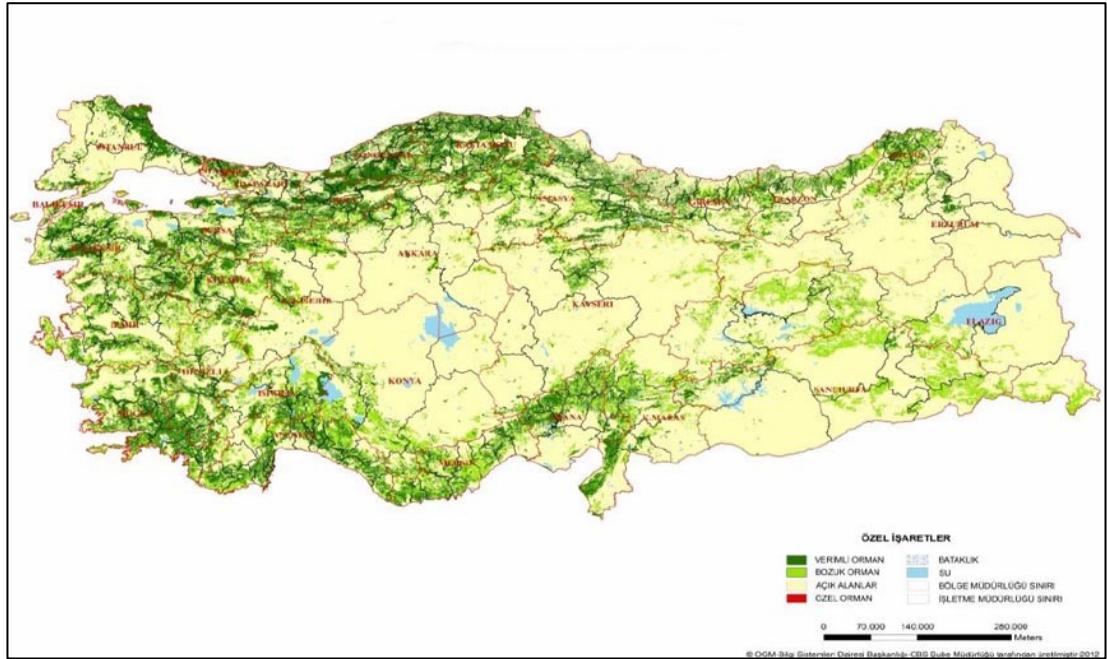 İSTANBUL
ZONGULDAK
KASTAMONU
ADAPAZARI
BOLU
AMASYA
GİRESUN
TRABZON
BALIKESİR
ERZURUM
BURSA
ANKARA
KÜTAHYA
ESKİŞEHİR
KAYSERİ
ELAZIĞ
İZMİR
DENİZLİ
KONYA
ISPARTA
ŞANLIURFA
ADANA
K.MARAŞ
MERSİN
ÖZEL İŞARETLER
VERİMLİ ORMAN
BATAKLIK
BOZUK ORMAN
SU
AÇIK ALANLAR
BÖLGE MÜDÜRLÜĞÜ SINIRI
ÖZEL ORMAN
İŞLETME MÜDÜRLÜĞÜ SINIRI
0 70.000 140.000 280.000
Meters
© OGM-Bilgi Sistemleri Dairesi Başkanlığı-CBS Şube Müdürlüğü tarafından üretilmiştir 2012